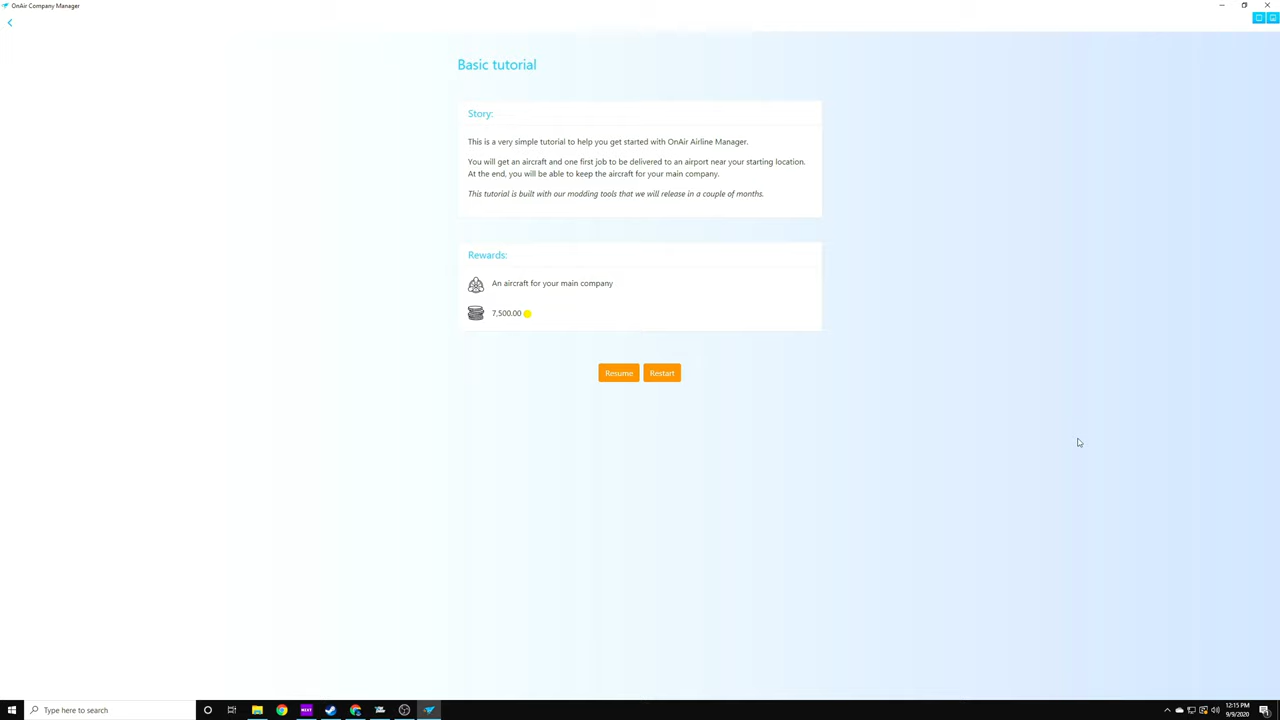 OnAir Company Manager
Basic tutorial
Story:
This is a very simple tutorial to help you get started with OnAir Airline Manager.
You will get an aircraft and one first job to be delivered to an airport near your starting location.
At the end, you will be able to keep the aircraft for your main company.
This tutorial is built with our modding tools that we will release in a couple of months.
Rewards:
An aircraft for your main company
7,500.00
Resume Restart
Type here to search
12:15 PM
9/9/2020